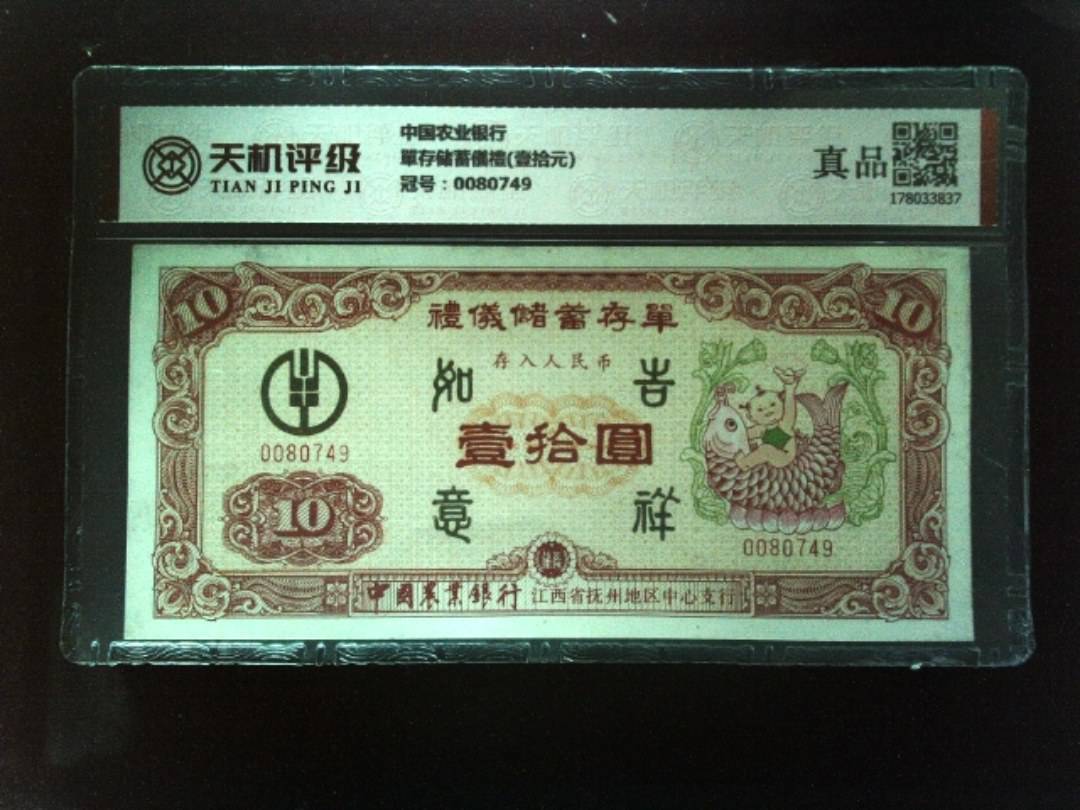 天机评级
TIAN JI PING JI
中国农业银行
單存储蓄儀禮(壹拾元)
冠号：0080749
真品
178033837
10
10
禮儀儲蓄存單
存入人民币
如
吉
0080749
壹拾圓
10
意
祥
0080749
中國農業銀行 江西省抚州地区中心支行